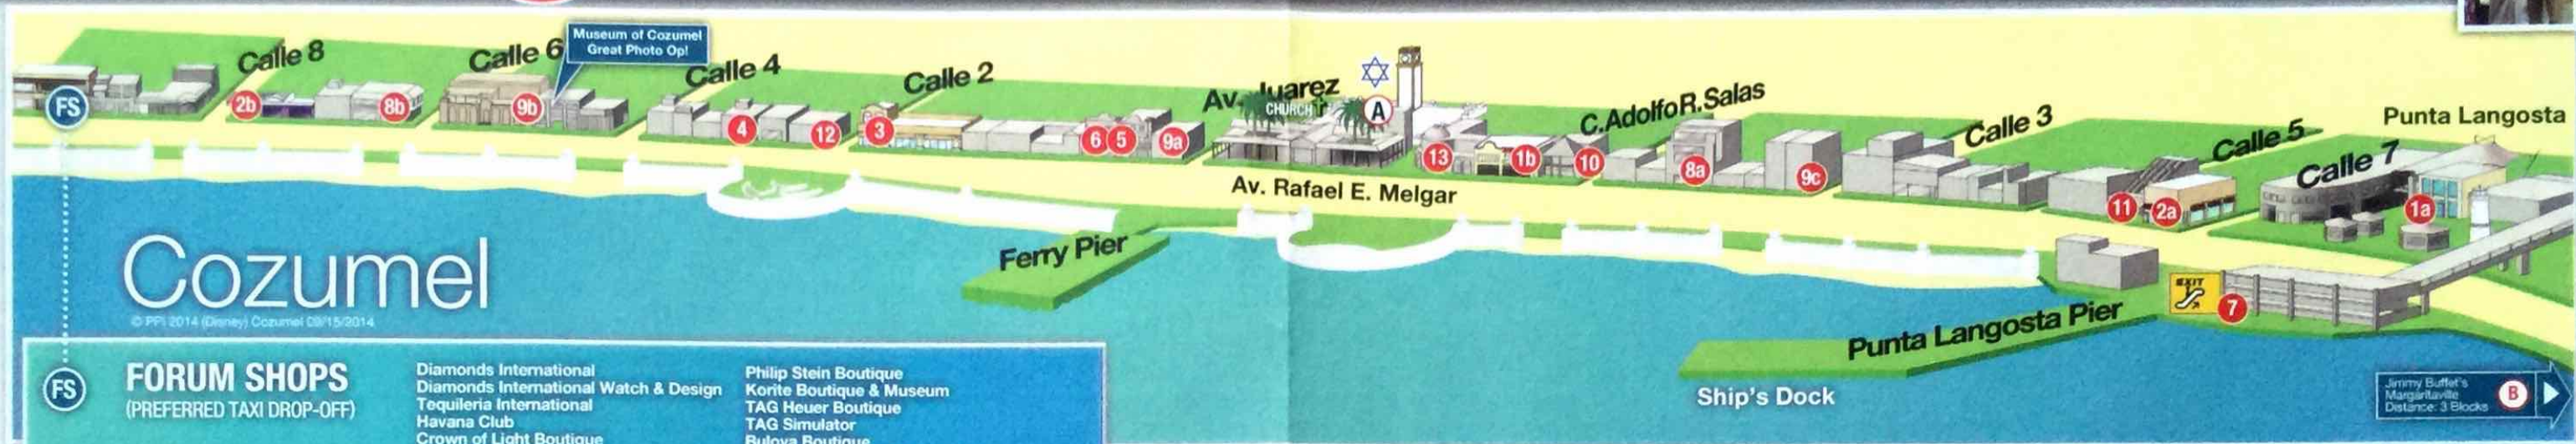 Museum of Cozumel
Great Photo Op!
Calle 8
Calle 6
Calle 4
Calle 2
Av. Juarez
CHURCH
A
C.Adolfo R.Salas
Calle 3
Calle 5
Calle 7
Punta Langosta
FS
2b
8b
9b
4
12
3
6
5
9a
13
1b
10
8a
9c
11
2a
1a
Av. Rafael E. Melgar
Ferry Pier
Cozumel
© PPI 2014 (Disney) Cozumel 09/15/2014
EXIT
7
Punta Langosta Pier
Ship's Dock
Jimmy Buffet's
Margaritaville
Distance: 3 Blocks
B
FS
FORUM SHOPS
(PREFERRED TAXI DROP-OFF)
Diamonds International
Diamonds International Watch & Design
Tequileria International
Havana Club
Crown of Light Boutique
Philip Stein Boutique
Korite Boutique & Museum
TAG Heuer Boutique
TAG Simulator
Bulova Boutique